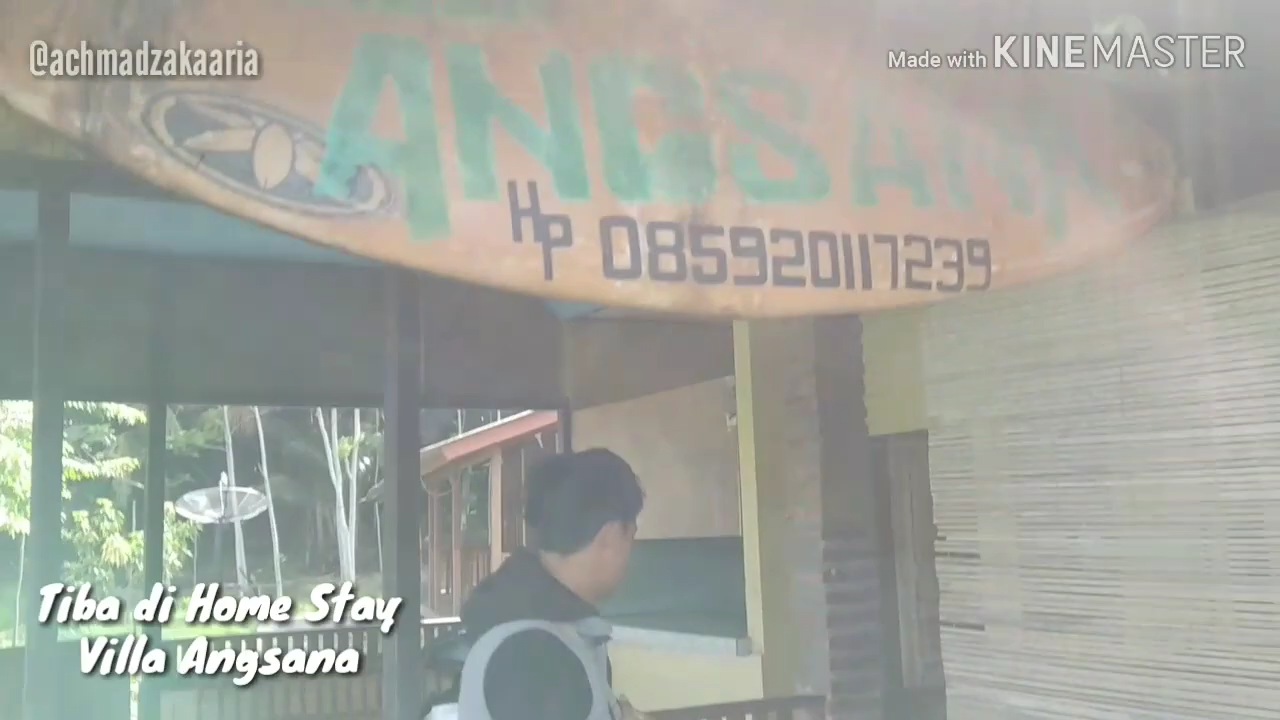 @achmadzakaaria
Made with KINEMASTER
ANGSANA
HP 085920117239
Tiba di Home Stay
Villa Angsana